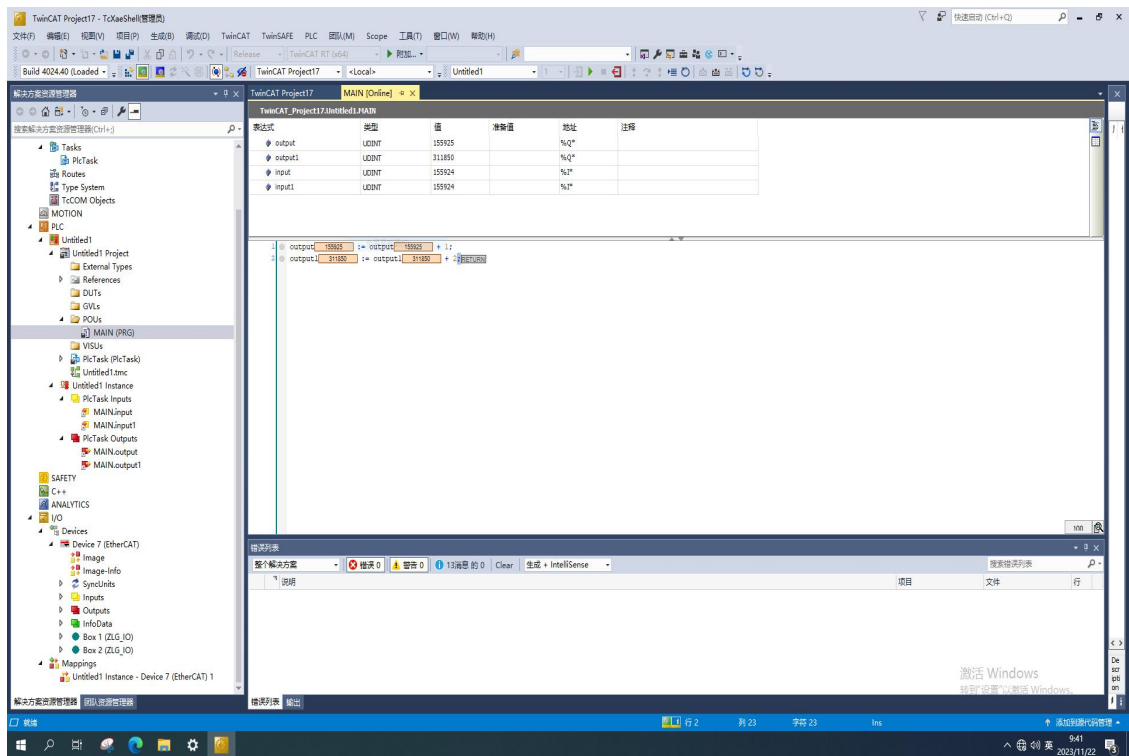 TwinCAT Project17 - TcXaeShell(管理员)
快速启动 (Ctrl+Q)
文件(F) 编辑(E) 视图(V) 项目(P) 生成(B) 调试(D) TwinCAT TwinSAFE PLC 团队(M) Scope 工具(T) 窗口(W) 帮助(H)
Release TwinCAT RT (x64) 附加...
Build 4024.40 (Loaded TwinCAT Project17 <Local> Untitled1
解决方案资源管理器
搜索解决方案资源管理器(Ctrl+;)
Tasks
PlcTask
Routes
Type System
TcCOM Objects
MOTION
PLC
Untitled1
Untitled1 Project
External Types
References
DUTs
GVLs
POUs
MAIN (PRG)
VISUs
PlcTask (PlcTask)
Untitled1.tmc
Untitled1 Instance
PlcTask Inputs
MAIN.input
MAIN.input1
PlcTask Outputs
MAIN.output
MAIN.output1
SAFETY
C++
ANALYTICS
I/O
Devices
Device 7 (EtherCAT)
Image
Image-Info
SyncUnits
Inputs
Outputs
InfoData
Box 1 (ZLG_IO)
Box 2 (ZLG_IO)
Mappings
Untitled1 Instance - Device 7 (EtherCAT) 1
解决方案资源管理器 团队资源管理器
TwinCAT Project17 MAIN [Online]
TwinCAT_Project17.Untitled1.MAIN
表达式 类型 值 准备值 地址 注释
output UDINT 155925 %Q*
output1 UDINT 311850 %Q*
input UDINT 155924 %I*
input1 UDINT 155924 %I*
1 output 155925 := output 155925 + 1;
2 output1 311850 := output1 311850 + 2;RETURN
100
错误列表
整个解决方案 错误 0 警告 0 13消息 的 0 Clear 生成 + IntelliSense 搜索错误列表
说明 项目 文件 行
错误列表 输出
Description
激活 Windows
转到"设置"以激活 Windows。
就绪 行 2 列 23 字符 23 Ins 添加到源代码管理
英 9:41
2023/11/22